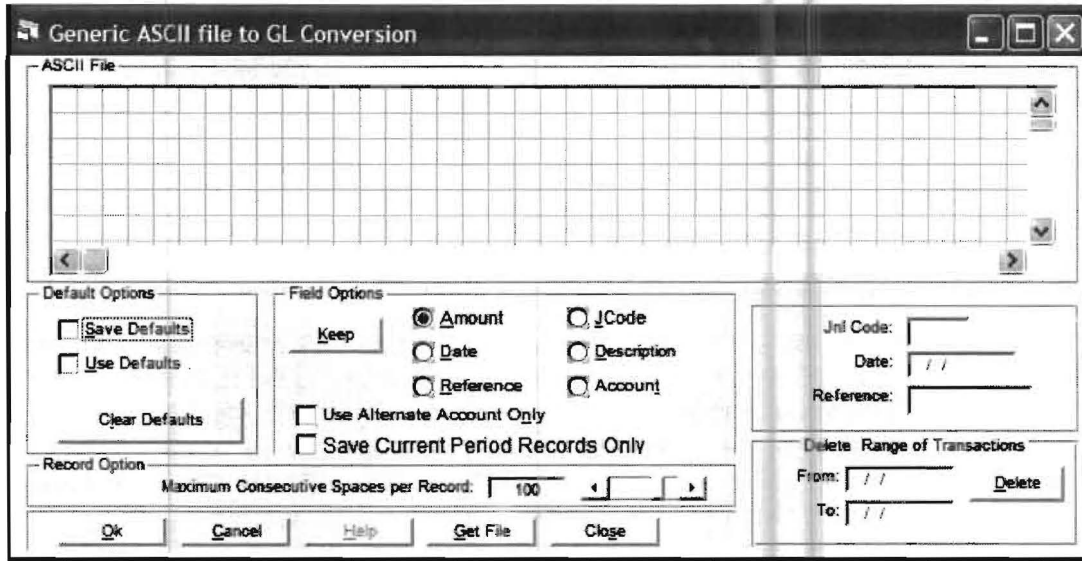 Generic ASCII file to GL Conversion
ASCII File
Default Options
Save Defaults
Use Defaults
Clear Defaults
Field Options
Keep
Amount
JCode
Date
Description
Reference
Account
Use Alternate Account Only
Save Current Period Records Only
Jnl Code:
Date: / /
Reference:
Record Option
Maximum Consecutive Spaces per Record: 100
Delete Range of Transactions
From: / /
Delete
To: / /
Ok Cancel Help Get File Close